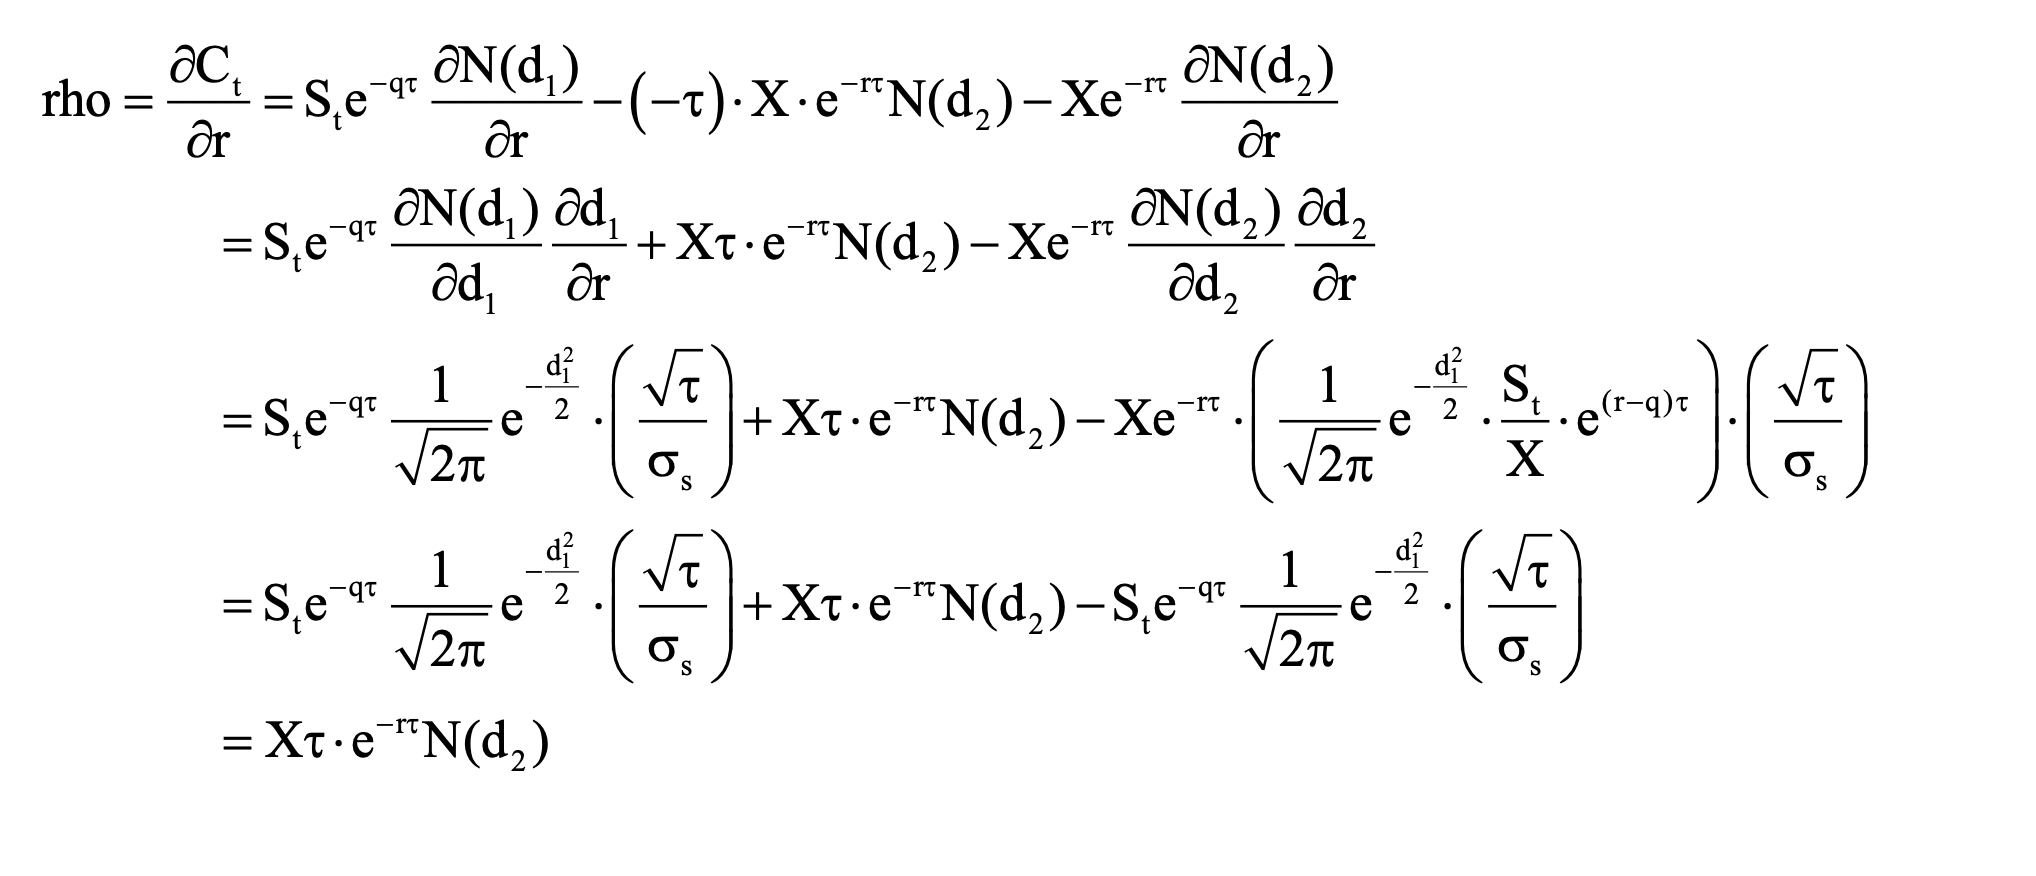 rho = ∂C_t/∂r = S_t e^{−qτ} ∂N(d_1)/∂r − (−τ)·X·e^{−rτ}N(d_2) − Xe^{−rτ} ∂N(d_2)/∂r
= S_t e^{−qτ} ∂N(d_1)/∂d_1 ∂d_1/∂r + Xτ·e^{−rτ}N(d_2) − Xe^{−rτ} ∂N(d_2)/∂d_2 ∂d_2/∂r
= S_t e^{−qτ} 1/√(2π) e^{−d_1^2/2}·(√τ/σ_s) + Xτ·e^{−rτ}N(d_2) − Xe^{−rτ}·(1/√(2π) e^{−d_1^2/2}·S_t/X·e^{(r−q)τ})·(√τ/σ_s)
= S_t e^{−qτ} 1/√(2π) e^{−d_1^2/2}·(√τ/σ_s) + Xτ·e^{−rτ}N(d_2) − S_t e^{−qτ} 1/√(2π) e^{−d_1^2/2}·(√τ/σ_s)
= Xτ·e^{−rτ}N(d_2)